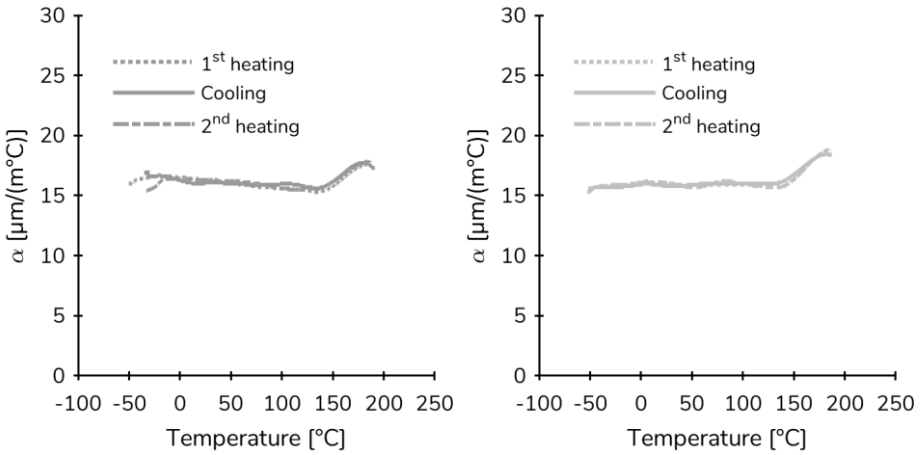 30
25
20
15
10
5
0
α [µm/(m°C)]
1st heating
Cooling
2nd heating
-100 -50 0 50 100 150 200 250
Temperature [°C]
30
25
20
15
10
5
0
α [µm/(m°C)]
1st heating
Cooling
2nd heating
-100 -50 0 50 100 150 200 250
Temperature [°C]